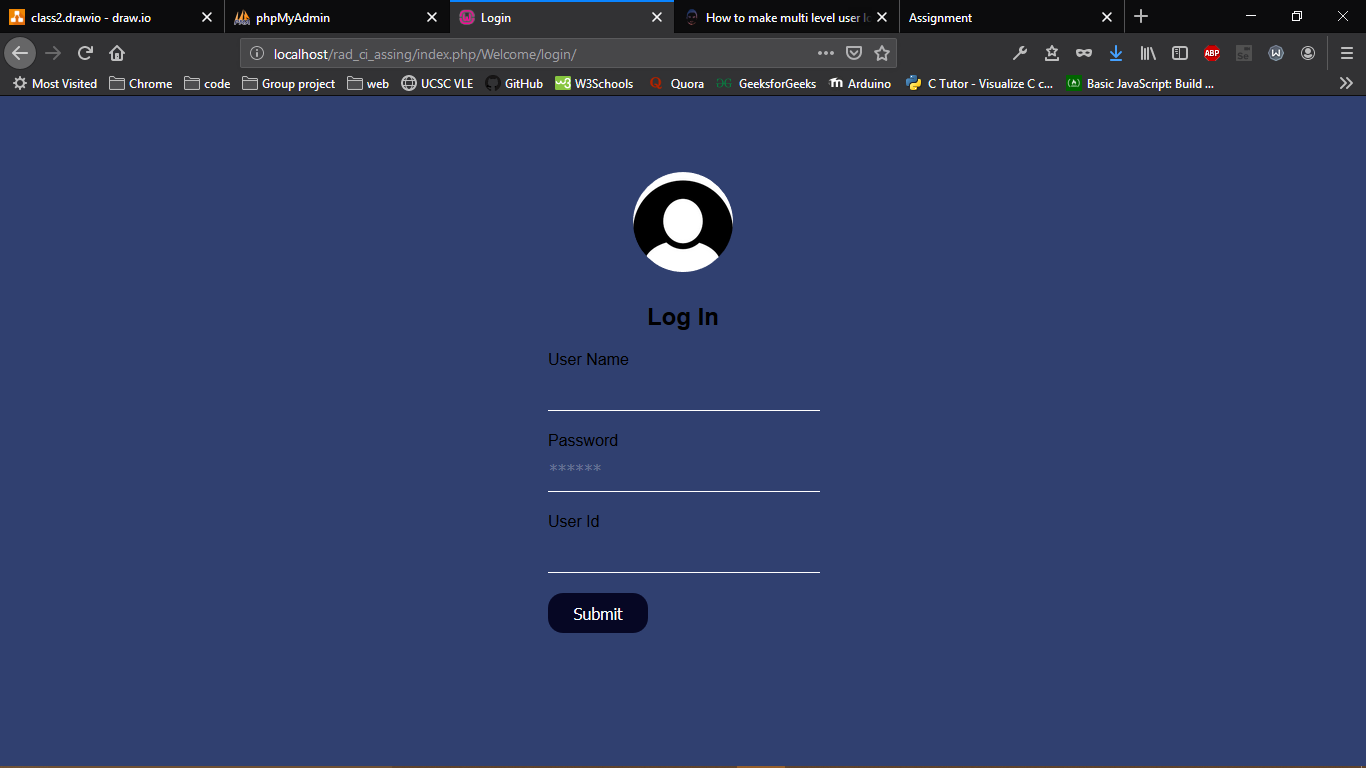 class2.drawio - draw.io
phpMyAdmin
Login
How to make multi level user
Assignment
localhost/rad_ci_assing/index.php/Welcome/login/
ABP
Most Visited
Chrome
code
Group project
web
UCSC VLE
GitHub
W3Schools
Quora
GeeksforGeeks
Arduino
C Tutor - Visualize C c...
Basic JavaScript: Build ...
Log In
User Name
Password
******
User Id
Submit